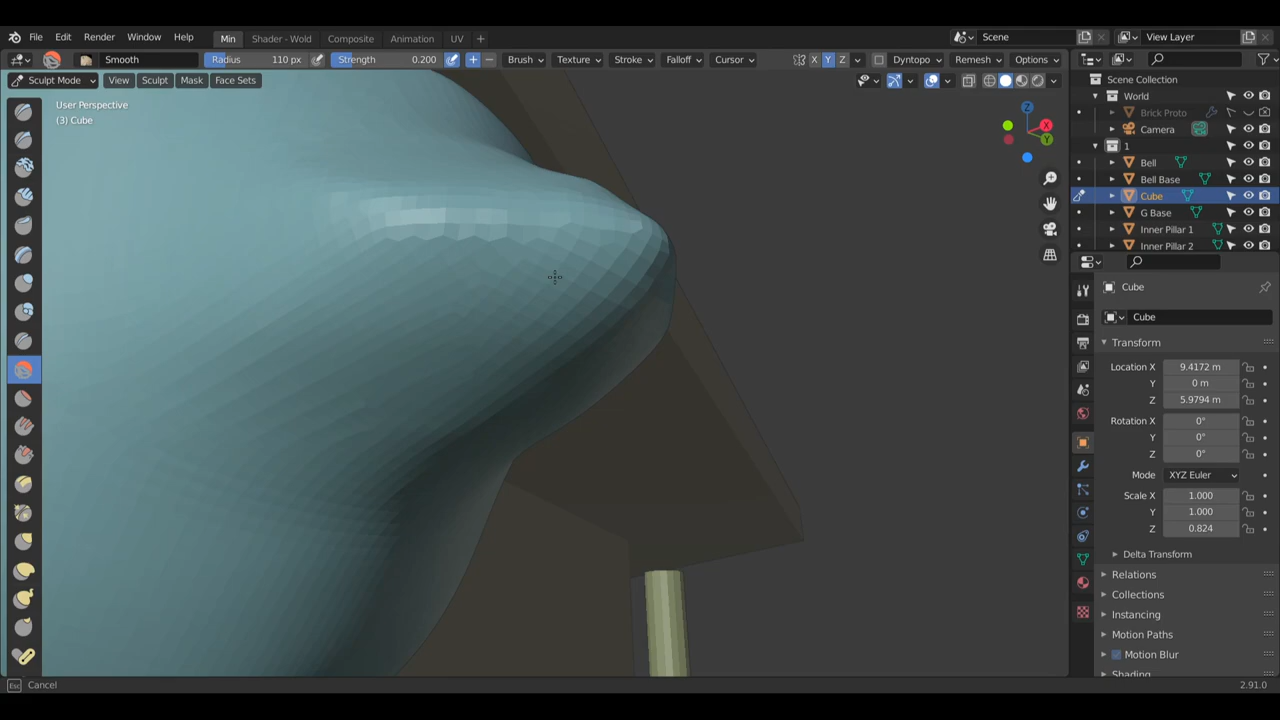 File Edit Render Window Help Min Shader - Wold Composite Animation UV Scene View Layer
Smooth Radius 110 px Strength 0.200 Brush Texture Stroke Falloff Cursor X Y Z Dyntopo Remesh Options
Sculpt Mode View Sculpt Mask Face Sets
User Perspective
(3) Cube
Z
X
Y
Scene Collection
World
Brick Proto
Camera
1
Bell
Bell Base
Cube
G Base
Inner Pillar 1
Inner Pillar 2
Cube
Cube
Transform
Location X 9.4172 m
Y 0 m
Z 5.9794 m
Rotation X 0°
Y 0°
Z 0°
Mode XYZ Euler
Scale X 1.000
Y 1.000
Z 0.824
Delta Transform
Relations
Collections
Instancing
Motion Paths
Motion Blur
Shading
Esc Cancel 2.91.0